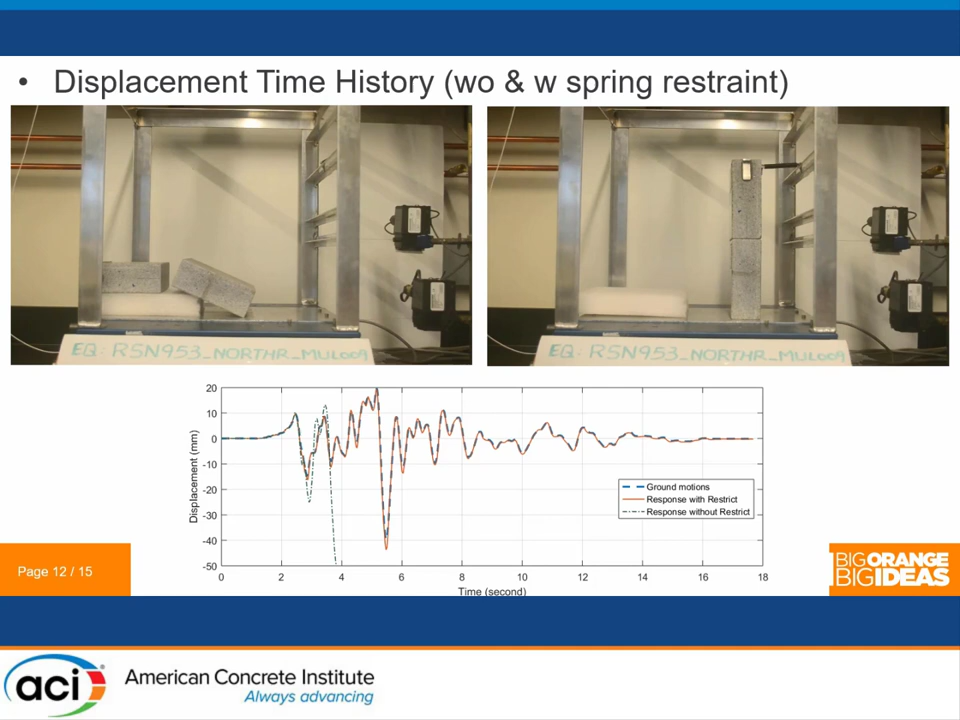 • Displacement Time History (wo & w spring restraint)
EQ: RSN953_NORTHR_MUL009
EQ: RSN953_NORTHR_MUL009
20
10
0
-10
-20
-30
-40
-50
Displacement (mm)
Ground motions
Response with Restrict
Response without Restrict
0 2 4 6 8 10 12 14 16 18
Time (second)
Page 12 / 15
BIG ORANGE
BIG IDEAS
aci
American Concrete Institute
Always advancing